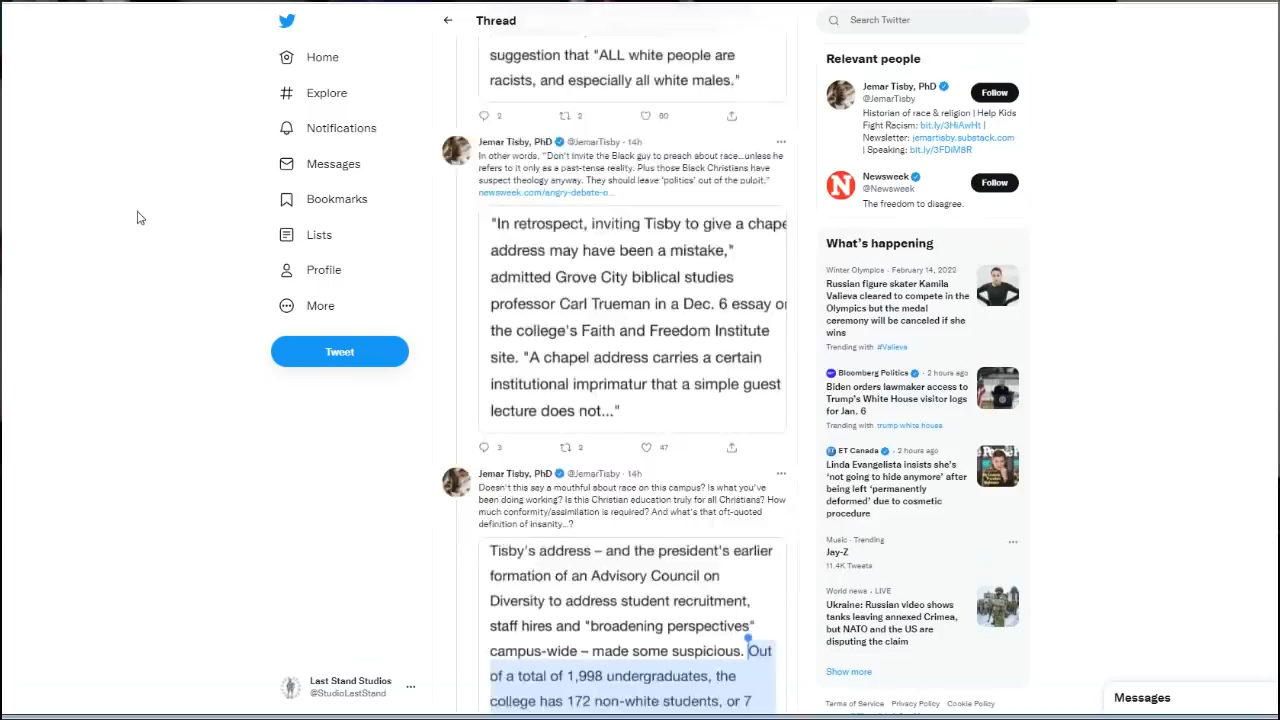 Home
Explore
Notifications
Messages
Bookmarks
Lists
Profile
More
Tweet
Last Stand Studios
@StudioLastStand
Thread
suggestion that "ALL white people are
racists, and especially all white males."
2
2
60
Jemar Tisby, PhD @JemarTisby · 14h
In other words, "Don't invite the Black guy to preach about race...unless he
refers to it only as a past-tense reality. Plus those Black Christians have
suspect theology anyway. They should leave 'politics' out of the pulpit."
newsweek.com/angry-debate-o...
"In retrospect, inviting Tisby to give a chape
address may have been a mistake,"
admitted Grove City biblical studies
professor Carl Trueman in a Dec. 6 essay or
the college's Faith and Freedom Institute
site. "A chapel address carries a certain
institutional imprimatur that a simple guest
lecture does not..."
3
2
47
Jemar Tisby, PhD @JemarTisby · 14h
Doesn't this say a mouthful about race on this campus? Is what you've
been doing working? Is this Christian education truly for all Christians? How
much conformity/assimilation is required? And what's that oft-quoted
definition of insanity...?
Tisby's address – and the president's earlier
formation of an Advisory Council on
Diversity to address student recruitment,
staff hires and "broadening perspectives"
campus-wide – made some suspicious. Out
of a total of 1,998 undergraduates, the
college has 172 non-white students, or 7
Search Twitter
Relevant people
Jemar Tisby, PhD
@JemarTisby
Follow
Historian of race & religion | Help Kids
Fight Racism: bit.ly/3HiAwHt |
Newsletter: jemartisby.substack.com
| Speaking: bit.ly/3FDiM8R
Newsweek
@Newsweek
Follow
The freedom to disagree.
What's happening
Winter Olympics · February 14, 2022
Russian figure skater Kamila
Valieva cleared to compete in the
Olympics but the medal
ceremony will be canceled if she
wins
Trending with #Valieva
Bloomberg Politics · 2 hours ago
Biden orders lawmaker access to
Trump's White House visitor logs
for Jan. 6
Trending with trump white house
ET Canada · 2 hours ago
Linda Evangelista insists she's
'not going to hide anymore' after
being left 'permanently
deformed' due to cosmetic
procedure
Music · Trending
Jay-Z
11.4K Tweets
World news · LIVE
Ukraine: Russian video shows
tanks leaving annexed Crimea,
but NATO and the US are
disputing the claim
Show more
Terms of Service Privacy Policy Cookie Policy
Messages